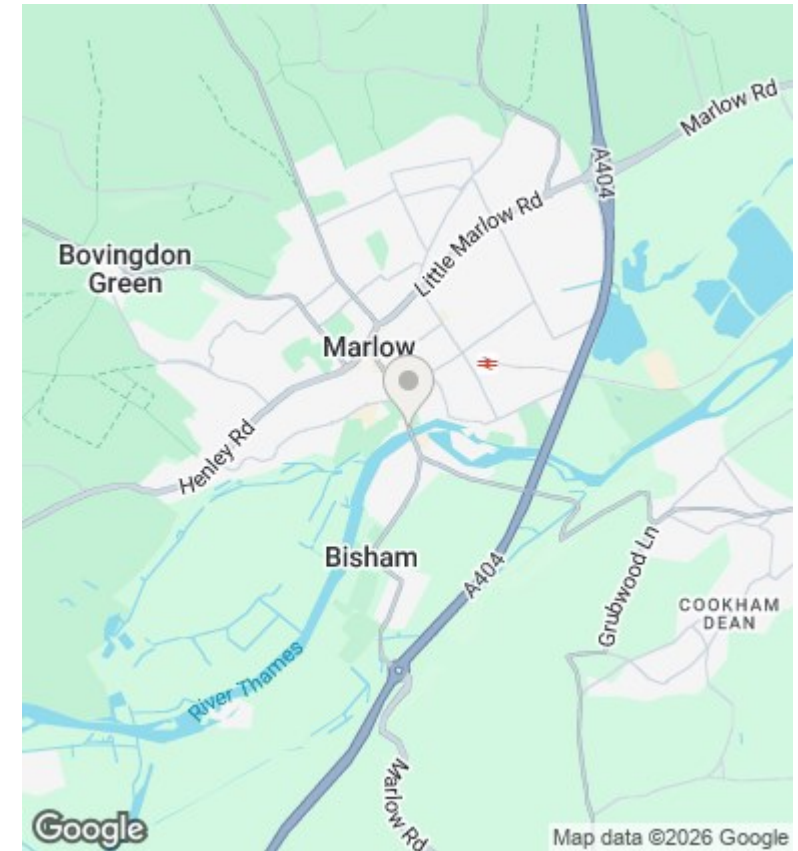 Marlow Rd
A404
Little Marlow Rd
Bovingdon
Green
Marlow
Henley Rd
Bisham
A404
Grubwood Ln
COOKHAM
DEAN
River Thames
Marlow Rd
Google
Map data ©2026 Google